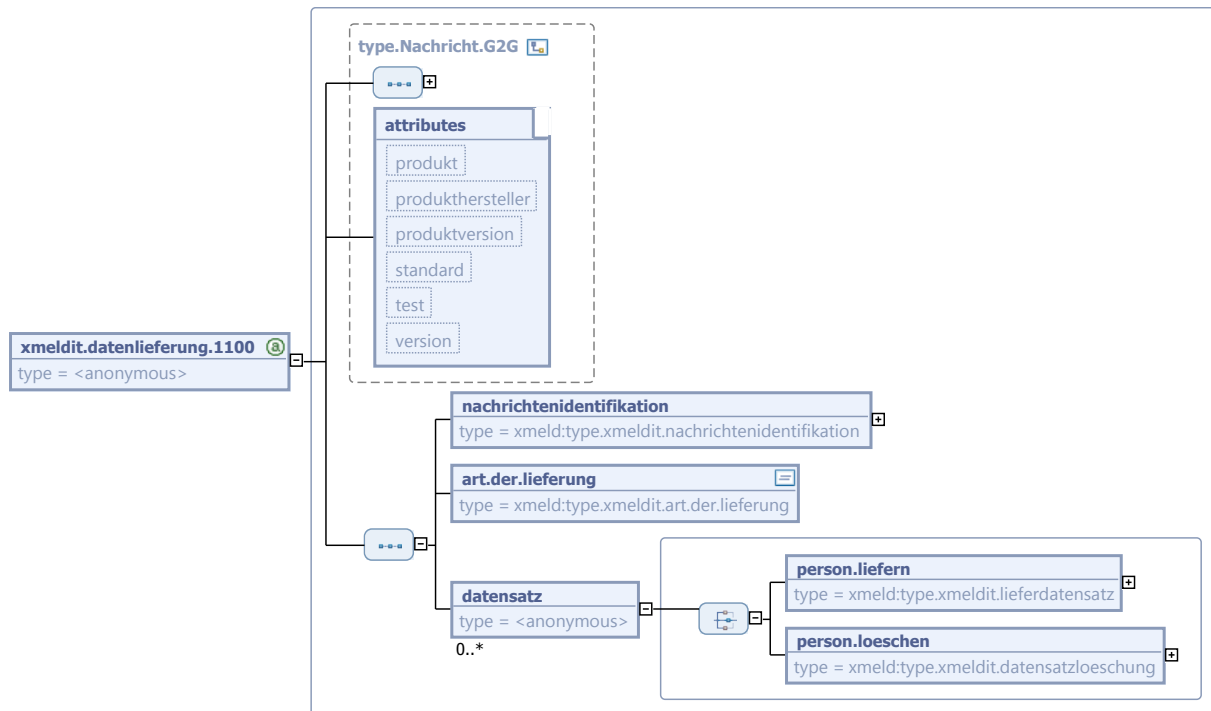 type.Nachricht.G2G
attributes
produkt
produkthersteller
produktversion
standard
test
version
xmeldit.datenlieferung.1100 a
type = <anonymous>
nachrichtenidentifikation
type = xmeld:type.xmeldit.nachrichtenidentifikation
art.der.lieferung
type = xmeld:type.xmeldit.art.der.lieferung
datensatz
type = <anonymous>
0..*
person.liefern
type = xmeld:type.xmeldit.lieferdatensatz
person.loeschen
type = xmeld:type.xmeldit.datensatzloeschung